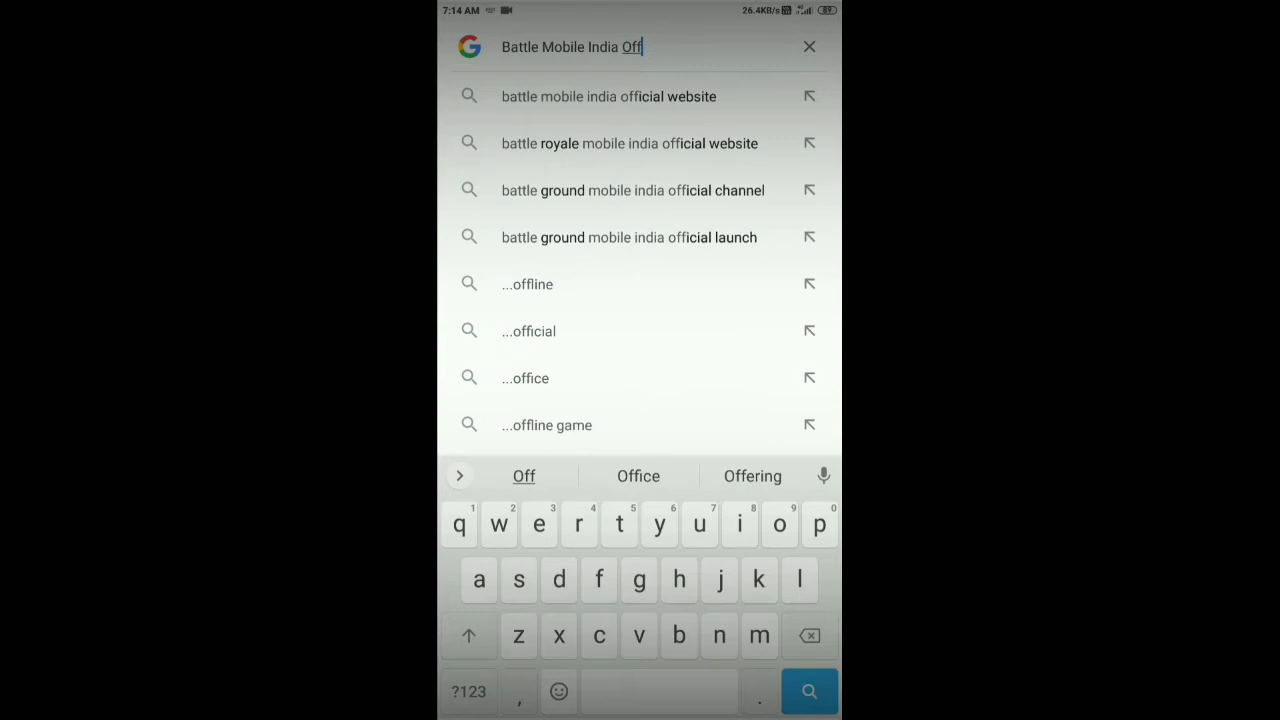 7:14 AM 26.4KB/s 4G 89
Battle Mobile India Off
battle mobile india official website
battle royale mobile india official website
battle ground mobile india official channel
battle ground mobile india official launch
...offline
...official
...office
...offline game
Off Office Offering
1 2 3 4 5 6 7 8 9 0
q w e r t y u i o p
a s d f g h j k l
z x c v b n m
?123 , .